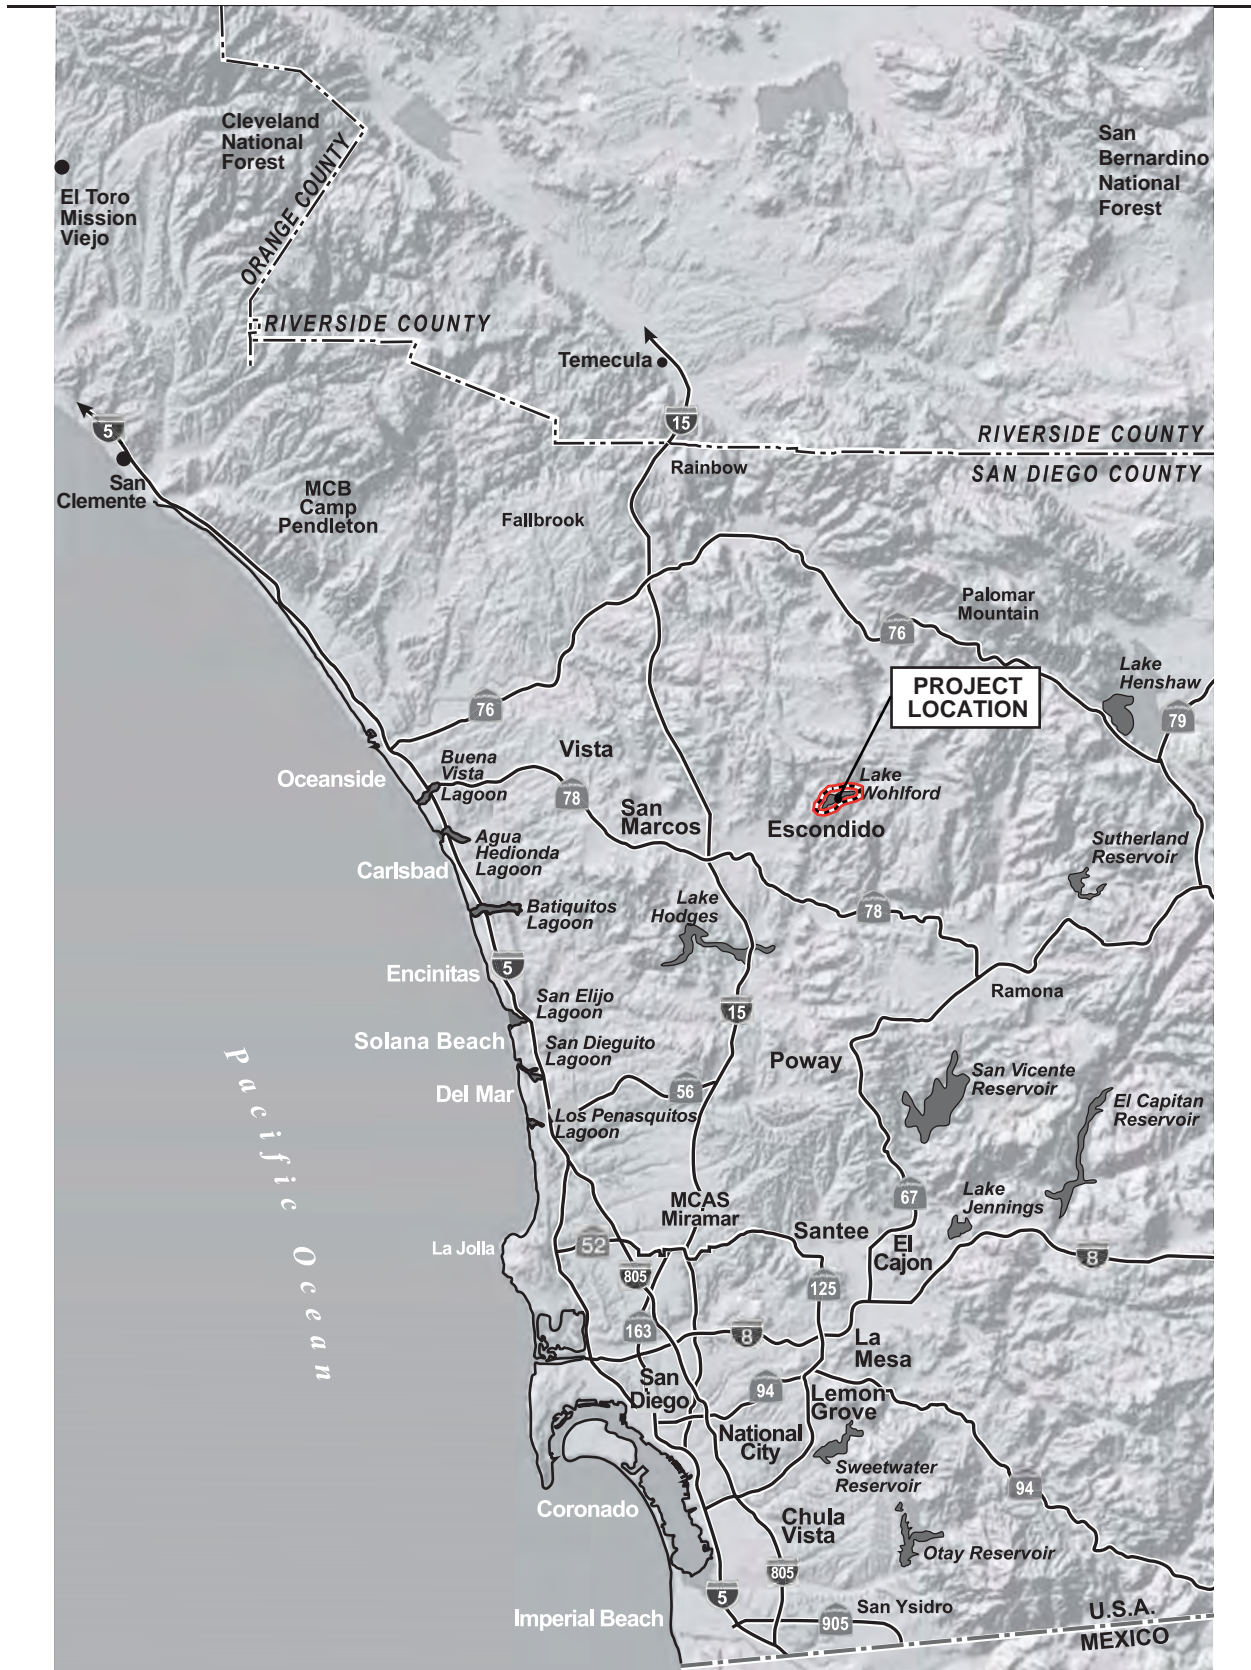 Cleveland
National
Forest
San
Bernardino
National
Forest
El Toro
Mission
Viejo
ORANGE COUNTY
RIVERSIDE COUNTY
Temecula
5
15
RIVERSIDE COUNTY
San
Clemente
MCB
Camp
Pendleton
Rainbow
SAN DIEGO COUNTY
Fallbrook
Palomar
Mountain
76
Lake
Henshaw
PROJECT
LOCATION
76
79
Vista
Buena
Vista
Lagoon
Oceanside
78
Lake
Wohlford
San
Marcos
Escondido
Agua
Hedionda
Lagoon
Sutherland
Reservoir
Carlsbad
Lake
Hodges
Batiquitos
Lagoon
78
Encinitas
5
Ramona
San Elijo
Lagoon
15
Solana Beach
San Dieguito
Lagoon
Poway
San Vicente
Reservoir
Del Mar
56
El Capitan
Reservoir
Los Penasquitos
Lagoon
Pacific Ocean
MCAS
Miramar
67
Lake
Jennings
Santee
El
Cajon
La Jolla
52
8
805
125
163
8
La
Mesa
San
Diego
94
Lemon
Grove
National
City
Sweetwater
Reservoir
94
Coronado
Chula
Vista
Otay Reservoir
805
5
San Ysidro
Imperial Beach
905
U.S.A.
MEXICO